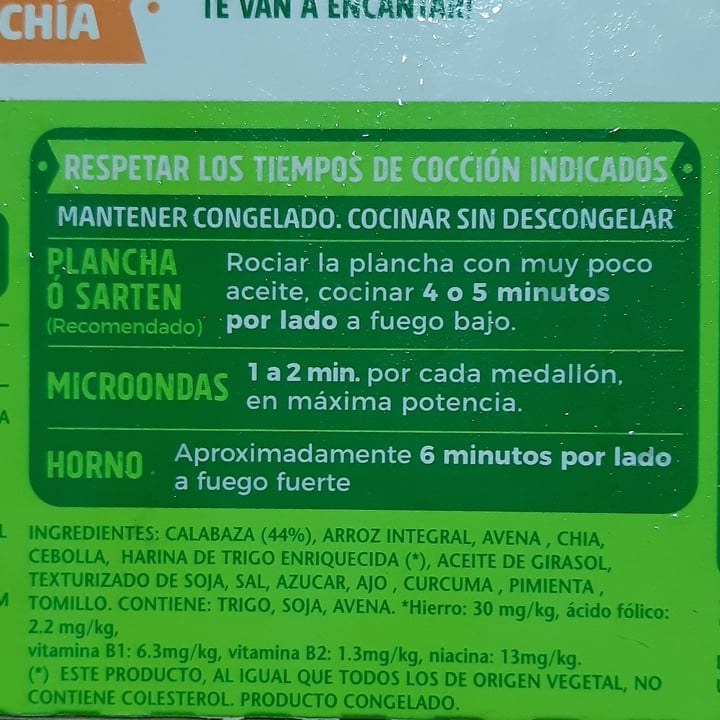 CHÍA
TE VAN A ENCANTAR!
RESPETAR LOS TIEMPOS DE COCCIÓN INDICADOS
MANTENER CONGELADO. COCINAR SIN DESCONGELAR
PLANCHA
Ó SARTEN
(Recomendado)
Rociar la plancha con muy poco
aceite, cocinar 4 o 5 minutos
por lado a fuego bajo.
MICROONDAS
1 a 2 min. por cada medallón,
en máxima potencia.
HORNO
Aproximadamente 6 minutos por lado
a fuego fuerte
INGREDIENTES: CALABAZA (44%), ARROZ INTEGRAL, AVENA , CHIA,
CEBOLLA, HARINA DE TRIGO ENRIQUECIDA (*), ACEITE DE GIRASOL,
TEXTURIZADO DE SOJA, SAL, AZUCAR, AJO , CURCUMA , PIMIENTA ,
TOMILLO. CONTIENE: TRIGO, SOJA, AVENA. *Hierro: 30 mg/kg, ácido fólico:
2.2 mg/kg,
vitamina B1: 6.3mg/kg, vitamina B2: 1.3mg/kg, niacina: 13mg/kg.
(*) ESTE PRODUCTO, AL IGUAL QUE TODOS LOS DE ORIGEN VEGETAL, NO
CONTIENE COLESTEROL. PRODUCTO CONGELADO.